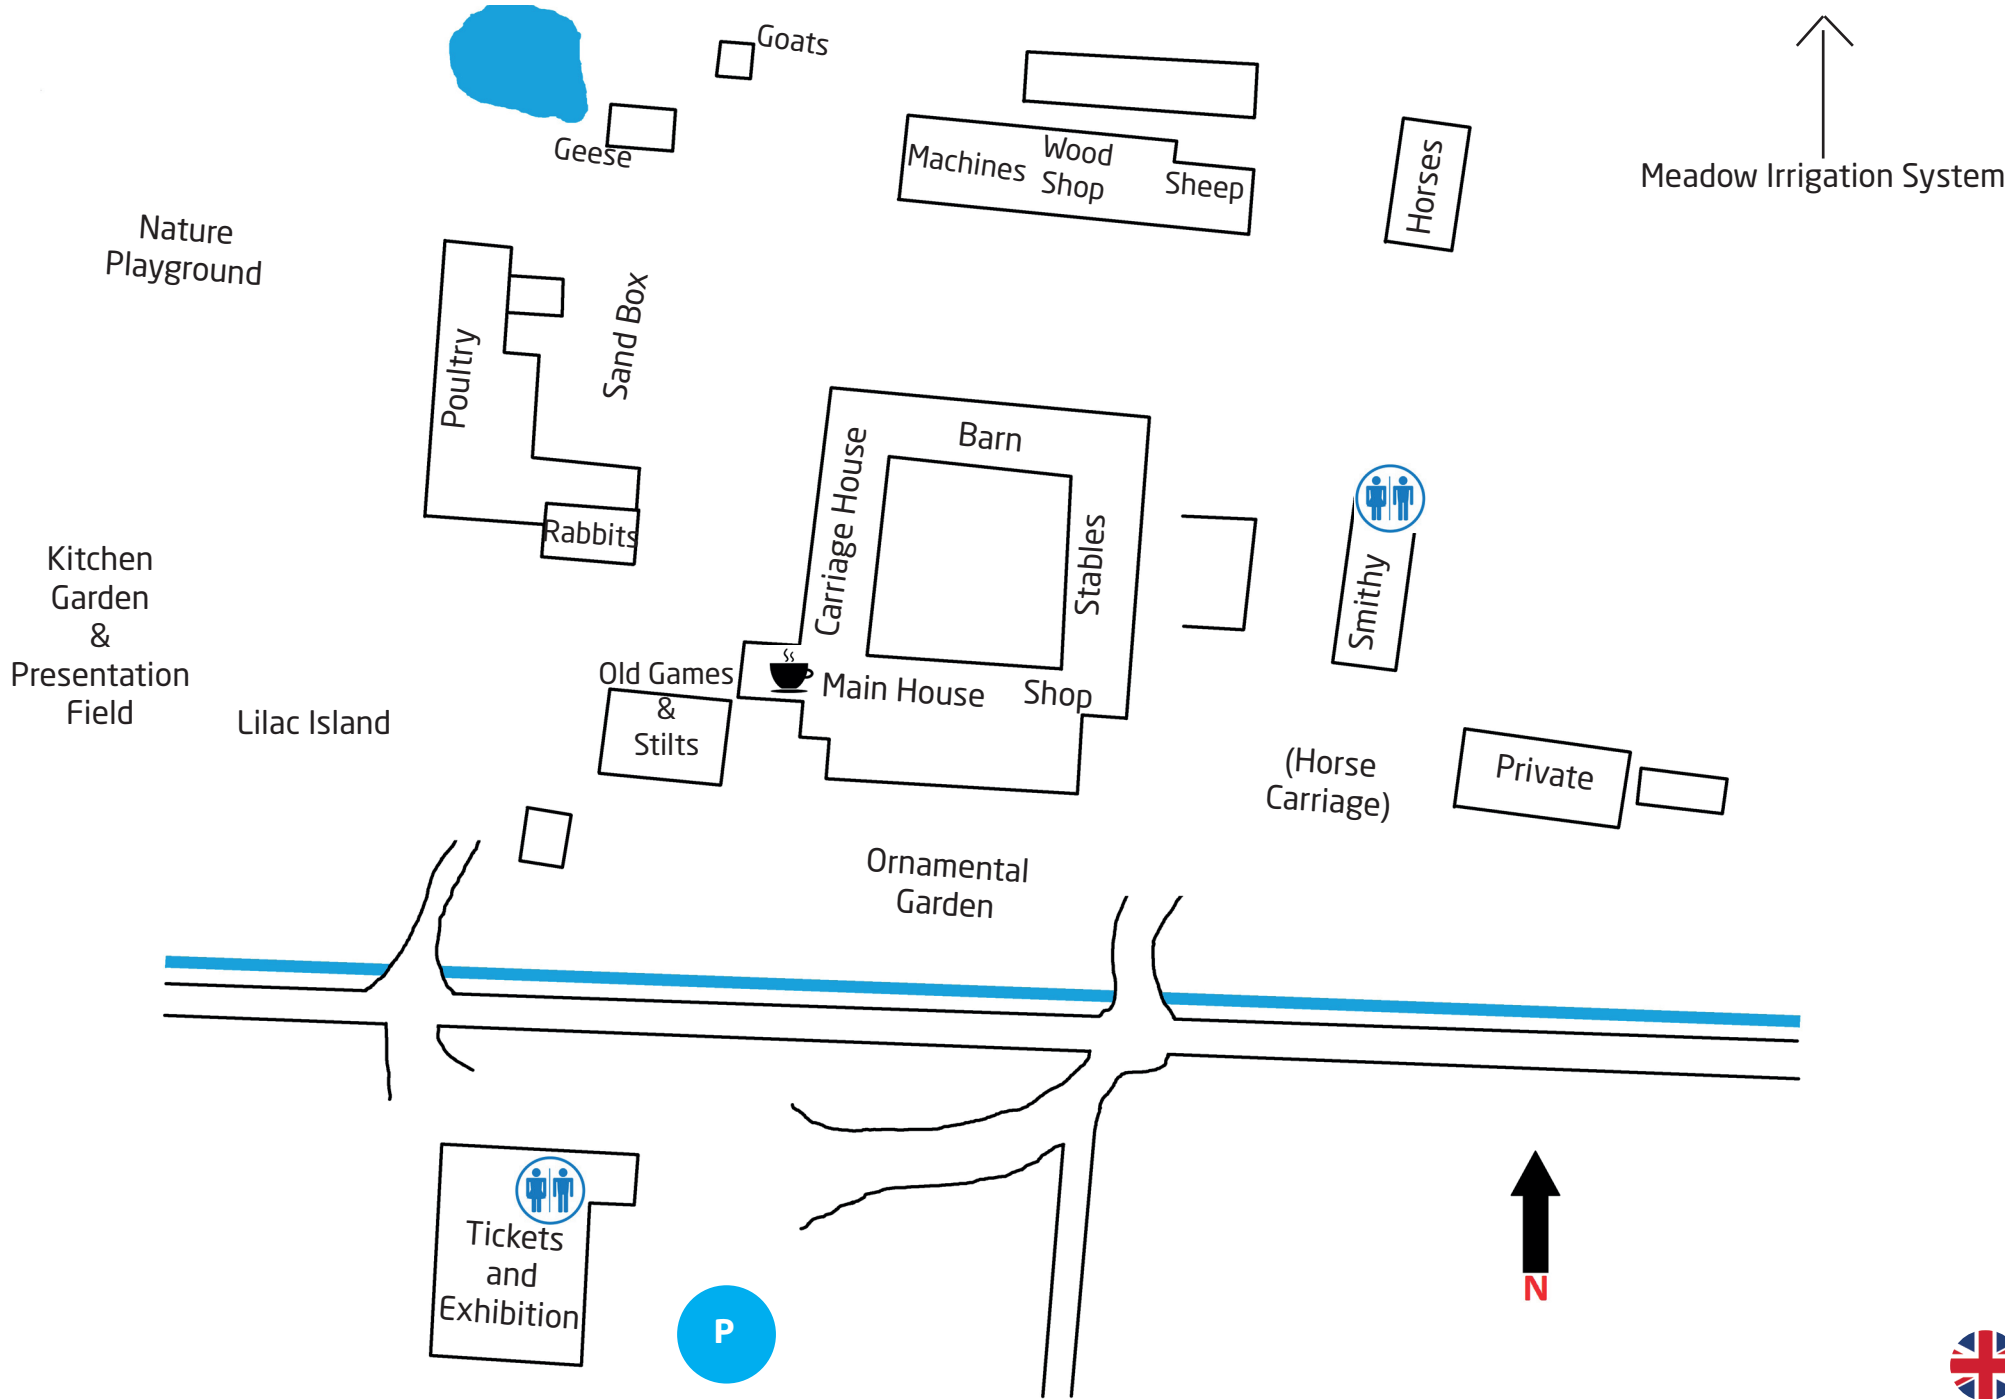 Goats
Geese
Machines
Wood
Shop
Sheep
Horses
Meadow Irrigation System
Nature
Playground
Sand Box
Poultry
Rabbits
Barn
Carriage House
Stables
Smithy
Kitchen
Garden
&
Presentation
Field
Lilac Island
Old Games
&
Stilts
Main House
Shop
(Horse
Carriage)
Private
Ornamental
Garden
Tickets
and
Exhibition
P
N